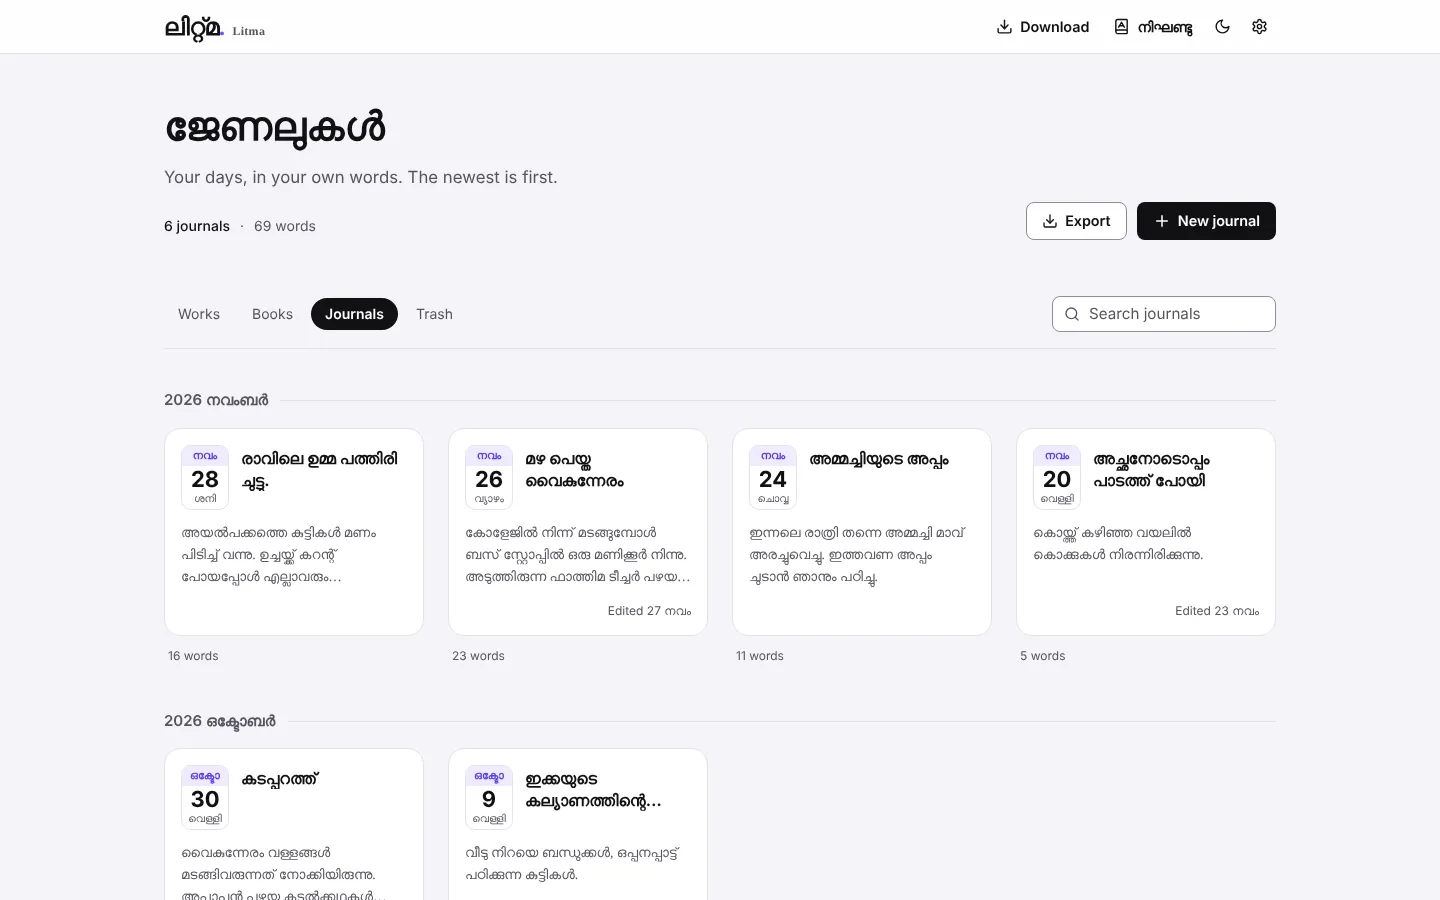 ലിറ്റ്മ. Litma
Download
നിഘണ്ടു
ജേണലുകൾ
Your days, in your own words. The newest is first.
6 journals · 69 words
Export
New journal
Works
Books
Journals
Trash
Search journals
2026 നവംബർ
നവം
28
ശനി
രാവിലെ ഉമ്മ പത്തിരി
ചുട്ടു.
അയൽപക്കത്തെ കുട്ടികൾ മണം
പിടിച്ച് വന്നു. ഉച്ചയ്ക്ക് കറന്റ്
പോയപ്പോൾ എല്ലാവരും...
16 words
നവം
26
വ്യാഴം
മഴ പെയ്ത
വൈകുന്നേരം
കോളേജിൽ നിന്ന് മടങ്ങുമ്പോൾ
ബസ് സ്റ്റോപ്പിൽ ഒരു മണിക്കൂർ നിന്നു.
അടുത്തിരുന്ന ഫാത്തിമ ടീച്ചർ പഴയ...
Edited 27 നവം
23 words
നവം
24
ചൊവ്വ
അമ്മച്ചിയുടെ അപ്പം
ഇന്നലെ രാത്രി തന്നെ അമ്മച്ചി മാവ്
അരച്ചുവെച്ചു. ഇത്തവണ അപ്പം
ചുടാൻ ഞാനും പഠിച്ചു.
11 words
നവം
20
വെള്ളി
അച്ഛനോടൊപ്പം
പാടത്ത് പോയി
കൊയ്ത്ത് കഴിഞ്ഞ വയലിൽ
കൊക്കുകൾ നിരന്നിരിക്കുന്നു.
Edited 23 നവം
5 words
2026 ഒക്ടോബർ
ഒക്ടോ
30
വെള്ളി
കടപ്പുറത്ത്
വൈകുന്നേരം വള്ളങ്ങൾ
മടങ്ങിവരുന്നത് നോക്കിയിരുന്നു.
അപ്പാപ്പൻ പഴയ കടൽക്കഥകൾ...
ഒക്ടോ
9
വെള്ളി
ഇക്കയുടെ
കല്യാണത്തിന്റെ...
വീടു നിറയെ ബന്ധുക്കൾ, ഒപ്പനപ്പാട്ട്
പഠിക്കുന്ന കുട്ടികൾ.